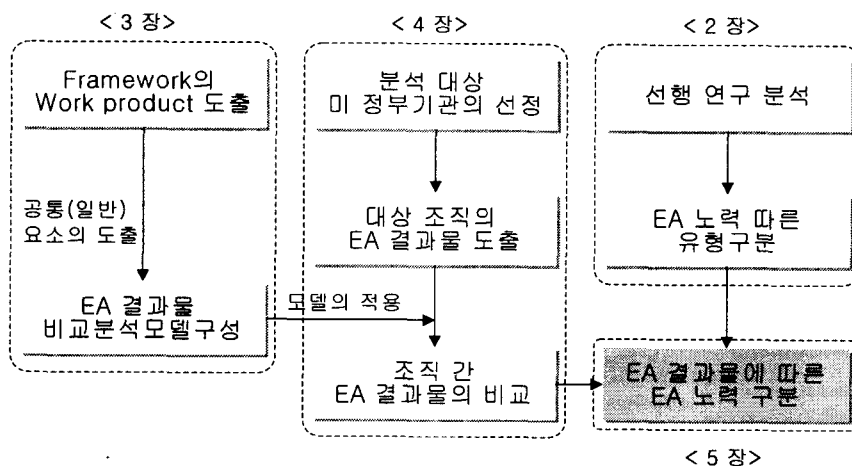 < 3 장>
Framework의
Work product 도출
공통(일반)
요소의 도출
EA 결과물
비교분석모델구성
모델의 적용
< 4 장>
분석 대상
미 정부기관의 선정
대상 조직의
EA 결과물 도출
조직 간
EA 결과물의 비교
< 2 장>
선행 연구 분석
EA 노력 따른
유형구분
EA 결과물에 따른
EA 노력 구분
< 5 장>